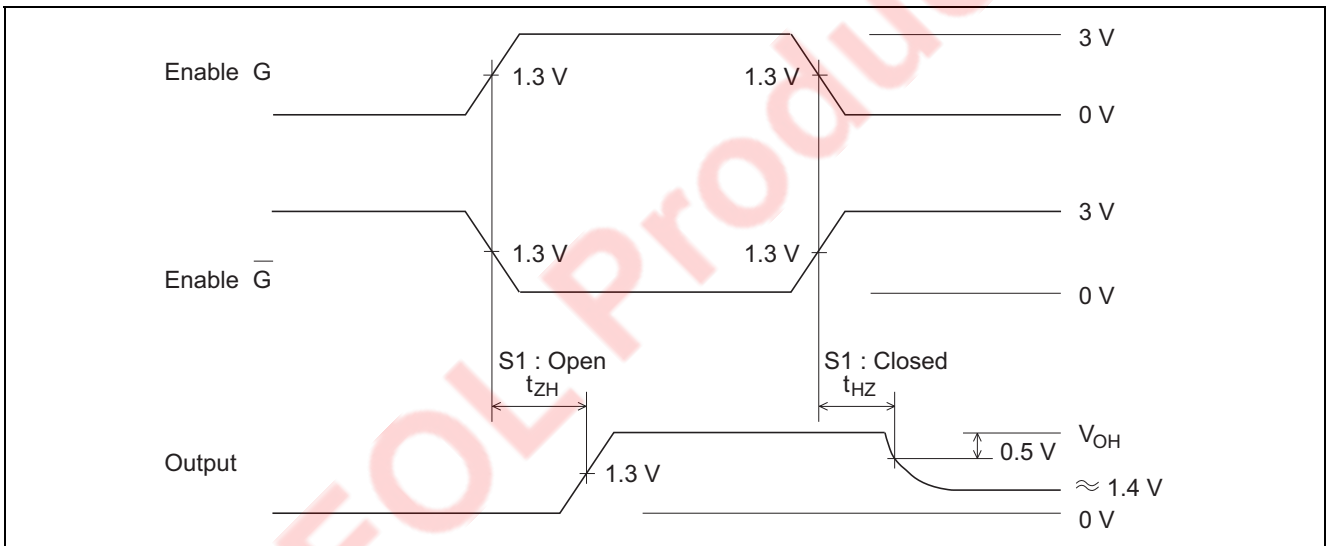 3 V
Enable G
1.3 V 1.3 V
0 V
3 V
1.3 V 1.3 V
Enable G̅
0 V
S1 : Open S1 : Closed
tZH tHZ
VOH
0.5 V
Output
1.3 V
≈ 1.4 V
0 V
EOL Produc